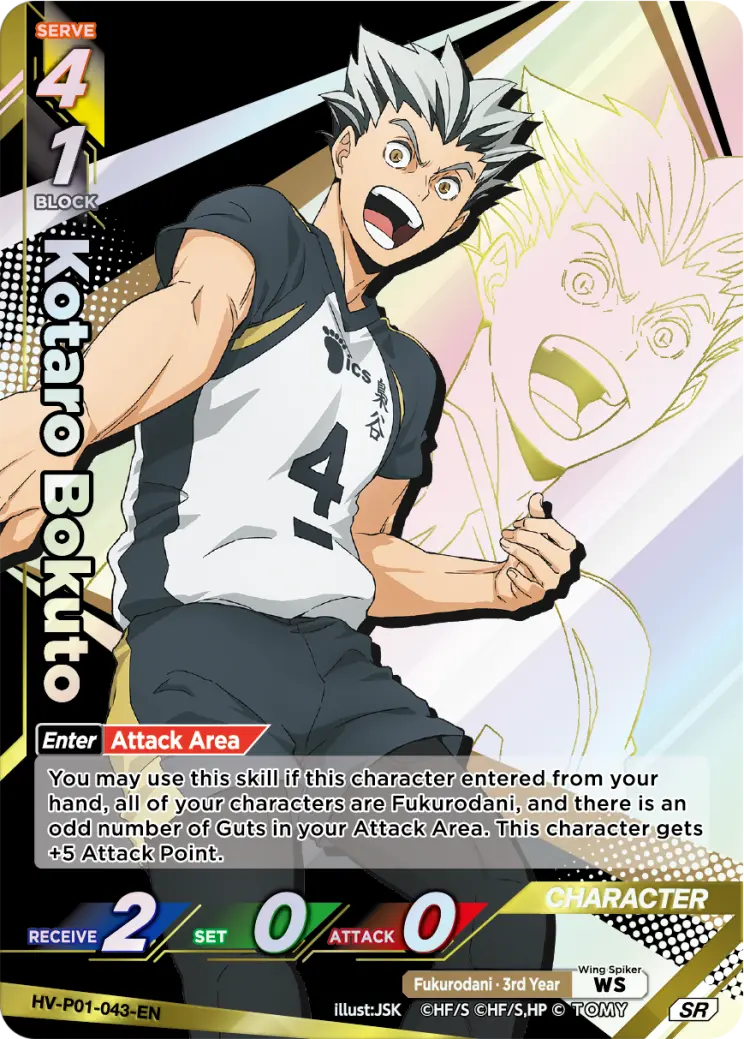 SERVE
4
1
BLOCK
Kotaro Bokuto
ics
梟谷
4
Enter Attack Area
You may use this skill if this character entered from your
hand, all of your characters are Fukurodani, and there is an
odd number of Guts in your Attack Area. This character gets
+5 Attack Point.
CHARACTER
RECEIVE 2 SET 0 ATTACK 0
Fukurodani · 3rd Year Wing Spiker
WS
HV-P01-043-EN illust:JSK ©HF/S ©HF/S,HP © TOMY SR